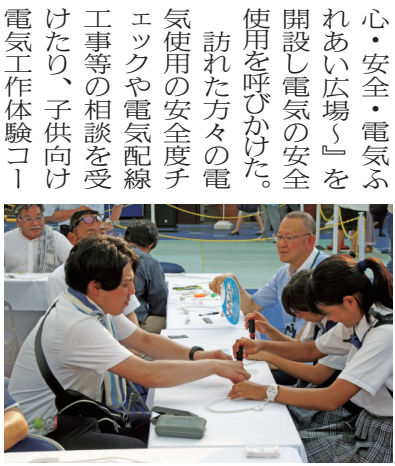 心・安全・電気ふ
れあい広場～』を
開設し電気の安全
使用を呼びかけた。
　訪れた方々の電
気使用の安全度チ
ェックや電気配線
工事等の相談を受
けたり、子供向け
電気工作体験コー